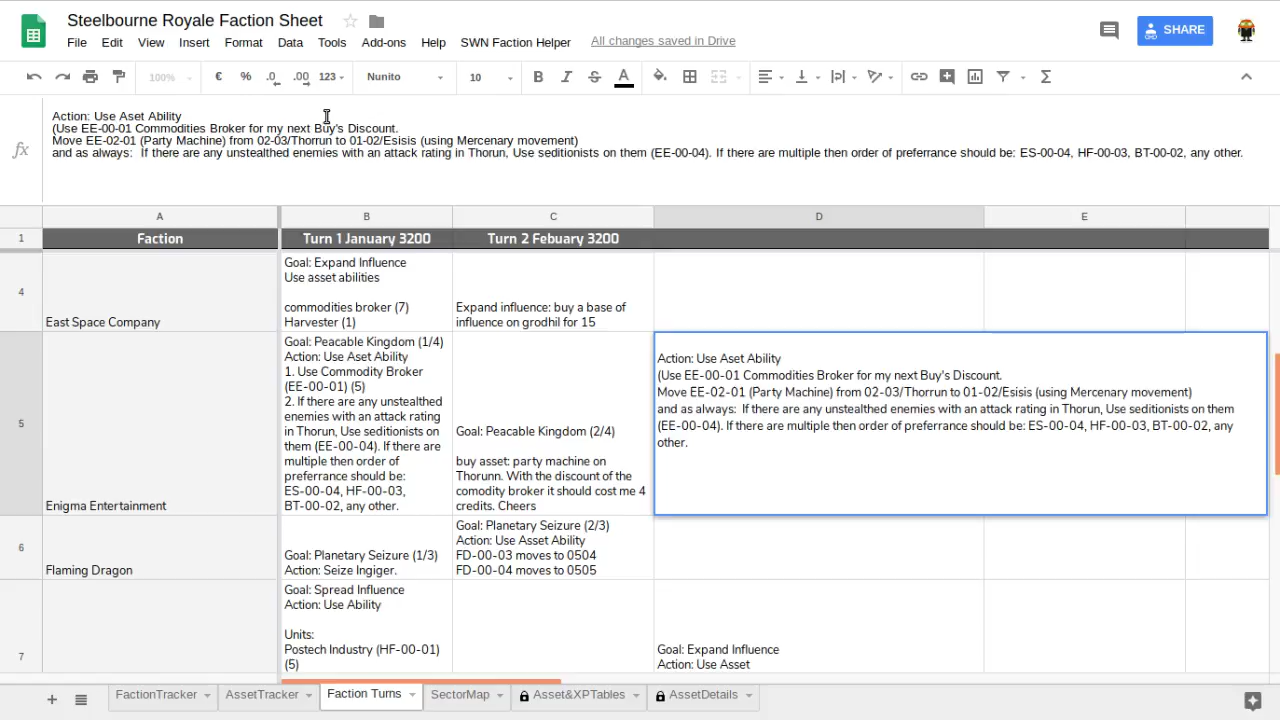 Steelbourne Royale Faction Sheet
File Edit View Insert Format Data Tools Add-ons Help SWN Faction Helper All changes saved in Drive
SHARE
100% € % .0 .00 123 Nunito 10 B I S A Σ
fx
Action: Use Aset Ability
(Use EE-00-01 Commodities Broker for my next Buy's Discount.
Move EE-02-01 (Party Machine) from 02-03/Thorrun to 01-02/Esisis (using Mercenary movement)
and as always:  If there are any unstealthed enemies with an attack rating in Thorun, Use seditionists on them (EE-00-04). If there are multiple then order of preferrance should be: ES-00-04, HF-00-03, BT-00-02, any other.
A B C D E
1 Faction Turn 1 January 3200 Turn 2 Febuary 3200
4
East Space Company
Goal: Expand Influence
Use asset abilities
commodities broker (7)
Harvester (1)
Expand influence: buy a base of
influence on grodhil for 15
5
Enigma Entertainment
Goal: Peacable Kingdom (1/4)
Action: Use Aset Ability
1. Use Commodity Broker
(EE-00-01) (5)
2. If there are any unstealthed
enemies with an attack rating
in Thorun, Use seditionists on
them (EE-00-04). If there are
multiple then order of
preferrance should be:
ES-00-04, HF-00-03,
BT-00-02, any other.
Goal: Peacable Kingdom (2/4)
buy asset: party machine on
Thorunn. With the discount of the
comodity broker it should cost me 4
credits. Cheers
Action: Use Aset Ability
(Use EE-00-01 Commodities Broker for my next Buy's Discount.
Move EE-02-01 (Party Machine) from 02-03/Thorrun to 01-02/Esisis (using Mercenary movement)
and as always:  If there are any unstealthed enemies with an attack rating in Thorun, Use seditionists on them
(EE-00-04). If there are multiple then order of preferrance should be: ES-00-04, HF-00-03, BT-00-02, any
other.
6
Flaming Dragon
Goal: Planetary Seizure (1/3)
Action: Seize Ingiger.
Goal: Planetary Seizure (2/3)
Action: Use Asset Ability
FD-00-03 moves to 0504
FD-00-04 moves to 0505
7
Goal: Spread Influence
Action: Use Ability
Units:
Postech Industry (HF-00-01)
(5)
Goal: Expand Influence
Action: Use Asset
FactionTracker AssetTracker Faction Turns SectorMap Asset&XPTables AssetDetails